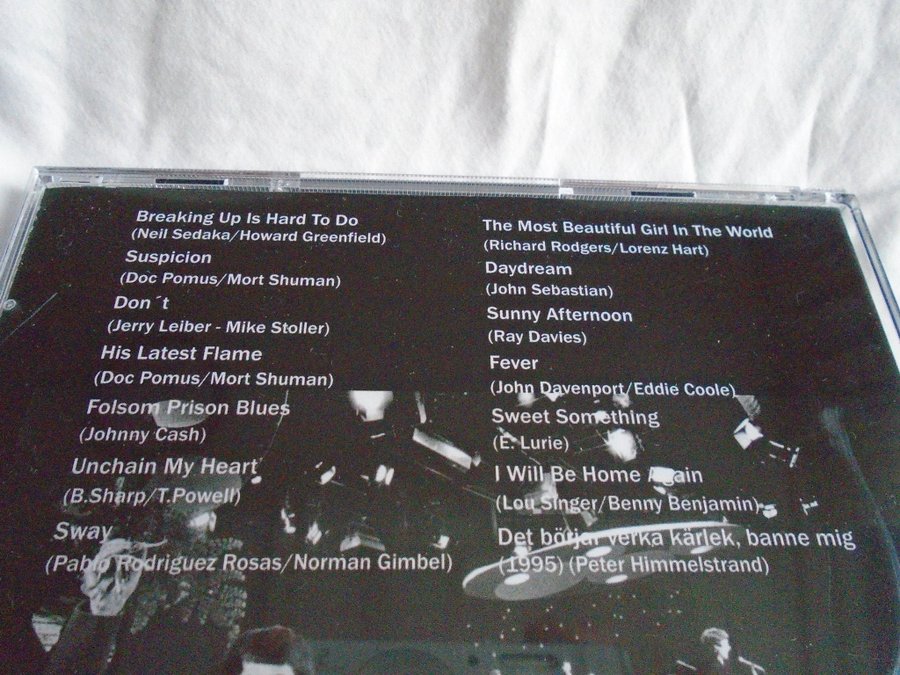 Breaking Up Is Hard To Do
(Neil Sedaka/Howard Greenfield)
Suspicion
(Doc Pomus/Mort Shuman)
Don´t
(Jerry Leiber - Mike Stoller)
His Latest Flame
(Doc Pomus/Mort Shuman)
Folsom Prison Blues
(Johnny Cash)
Unchain My Heart
(B.Sharp/T.Powell)
Sway
(Pablo Rodriguez Rosas/Norman Gimbel)
The Most Beautiful Girl In The World
(Richard Rodgers/Lorenz Hart)
Daydream
(John Sebastian)
Sunny Afternoon
(Ray Davies)
Fever
(John Davenport/Eddie Coole)
Sweet Something
(E. Lurie)
I Will Be Home Again
(Lou Singer/Benny Benjamin)
Det börjar verka kärlek, banne mig
(1995) (Peter Himmelstrand)